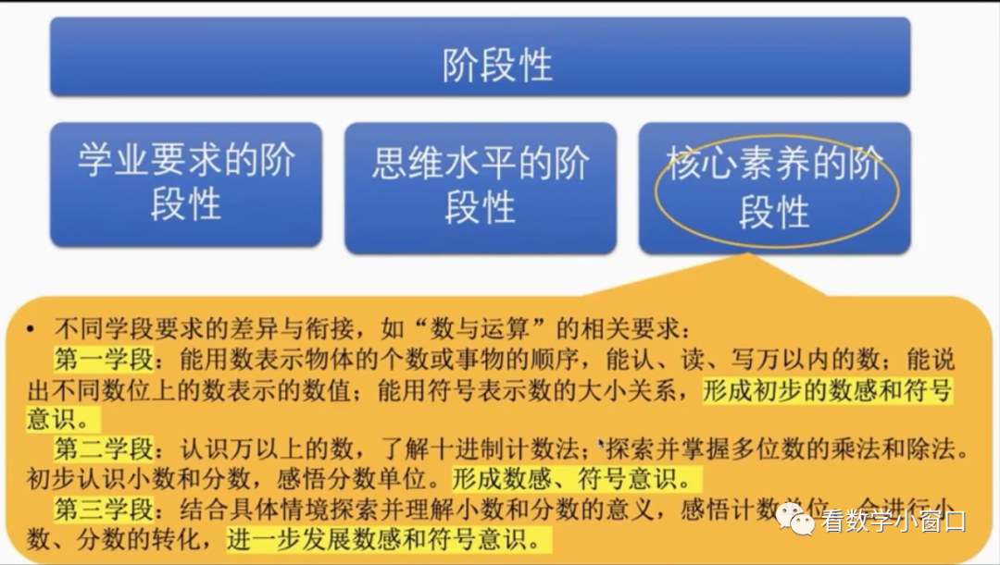 阶段性
学业要求的阶
段性
思维水平的阶
段性
核心素养的阶
段性
• 不同学段要求的差异与衔接，如“数与运算”的相关要求：
第一学段：能用数表示物体的个数或事物的顺序，能认、读、写万以内的数；能说
出不同数位上的数表示的数值；能用符号表示数的大小关系，形成初步的数感和符号
意识。
第二学段：认识万以上的数，了解十进制计数法；探索并掌握多位数的乘法和除法。
初步认识小数和分数，感悟分数单位。形成数感、符号意识。
第三学段：结合具体情境探索并理解小数和分数的意义，感悟计数单位，会进行小
数、分数的转化，进一步发展数感和符号意识。
看数学小窗口